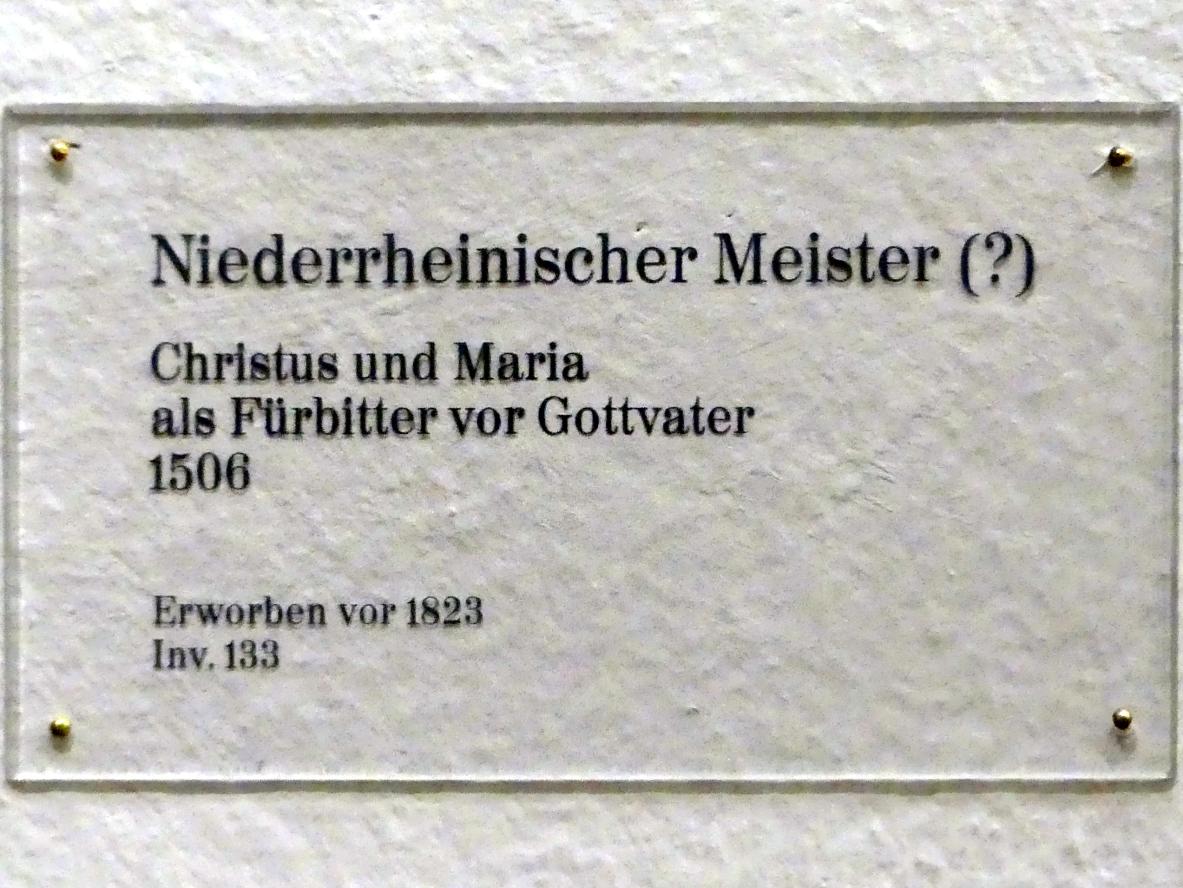 Niederrheinischer Meister (?)
Christus und Maria
als Fürbitter vor Gottvater
1506
Erworben vor 1823
Inv. 133